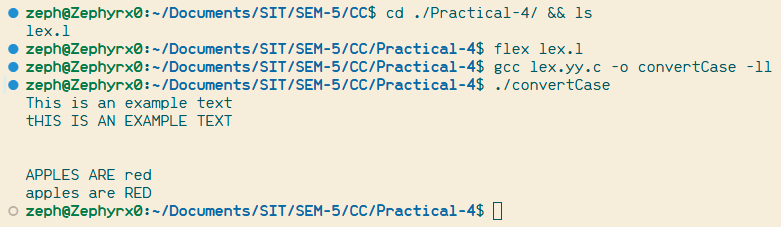 zeph@Zephyrx0:~/Documents/SIT/SEM-5/CC$ cd ./Practical-4/ && ls
lex.l
zeph@Zephyrx0:~/Documents/SIT/SEM-5/CC/Practical-4$ flex lex.l
zeph@Zephyrx0:~/Documents/SIT/SEM-5/CC/Practical-4$ gcc lex.yy.c -o convertCase -ll
zeph@Zephyrx0:~/Documents/SIT/SEM-5/CC/Practical-4$ ./convertCase
This is an example text
tHIS IS AN EXAMPLE TEXT
APPLES ARE red
apples are RED
zeph@Zephyrx0:~/Documents/SIT/SEM-5/CC/Practical-4$